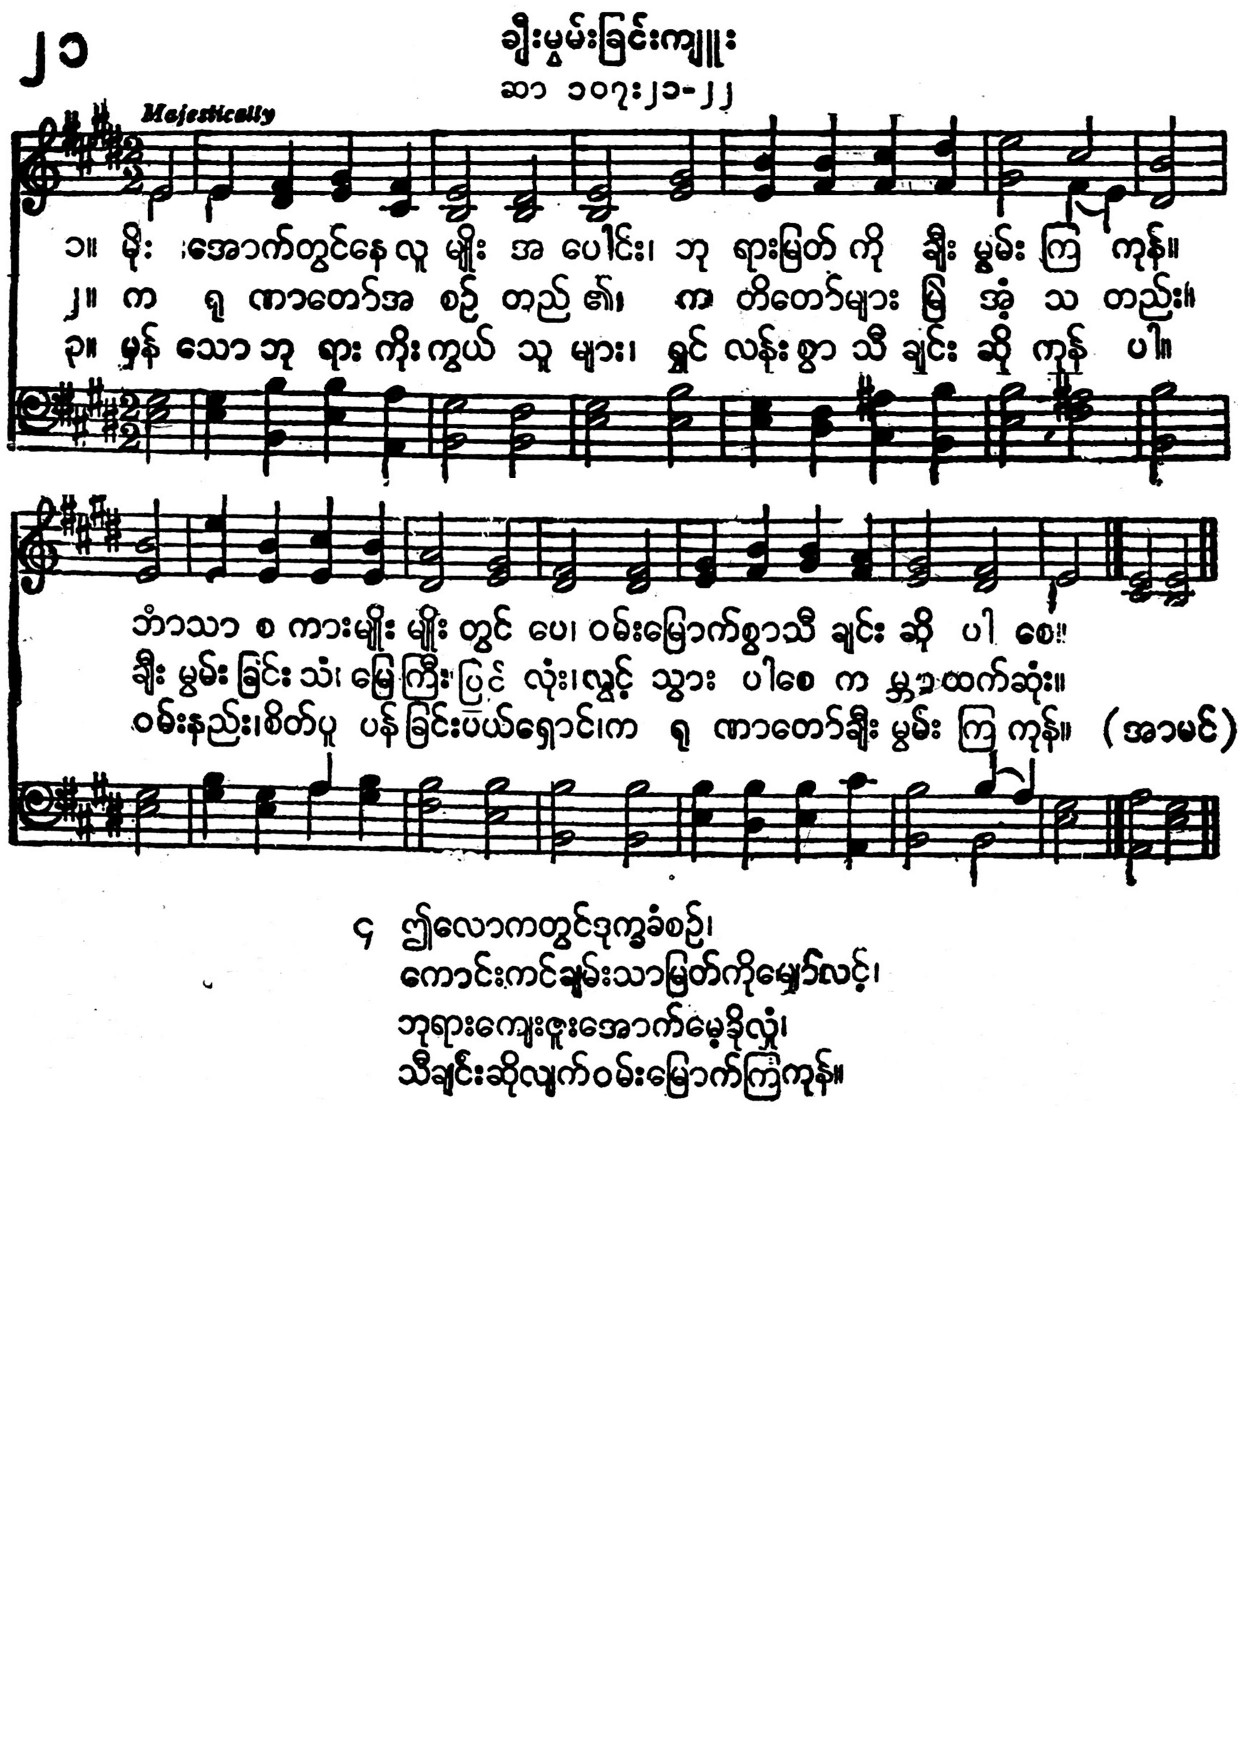 ၂၁
ချီးမွမ်းခြင်းကျူး
ဆာ ၁၀၇း၂၁-၂၂
Majestically
၁။ မိုး အောက်တွင်နေ လူ မျိုး အ ပေါင်း၊ ဘု ရားမြတ် ကို ချီး မွမ်း ကြ ကုန်။
၂။ က ရု ဏာတော်အ စဉ် တည် ၏၊ က တိတော်များ မြဲ အံ့ သ တည်း။
၃။ မှန် သော ဘု ရား ကိုး ကွယ် သူ များ၊ ရွှင် လန်း စွာ သီ ချင်း ဆို ကုန် ပါ။
ဘာံသာ စ ကားမျိုး မျိုး တွင် ပေ၊ ဝမ်းမြောက်စွာသီ ချင်း ဆို ပါ စေ။
ချီး မွမ်း ခြင်း သံ၊ မြေ ကြီး ပြင် လုံး၊ လွှင့် သွား ပါစေ က မ္ဘာ ထက်ဆုံး။
ဝမ်းနည်း၊စိတ်ပူ ပန် ခြင်းပယ်ရှောင်၊က ရု ဏာတော်ချီး မွမ်း ကြ ကုန်။ (အာမင်)
၄ ဤလောကတွင်ဒုက္ခခံစဉ်၊
ကောင်းကင်ချမ်းသာမြတ်ကိုမျှော်လင့်၊
ဘုရားကျေးဇူးအောက်မေ့ခိုလှုံ၊
သီချင်းဆိုလျက်ဝမ်းမြောက်ကြကုန်။